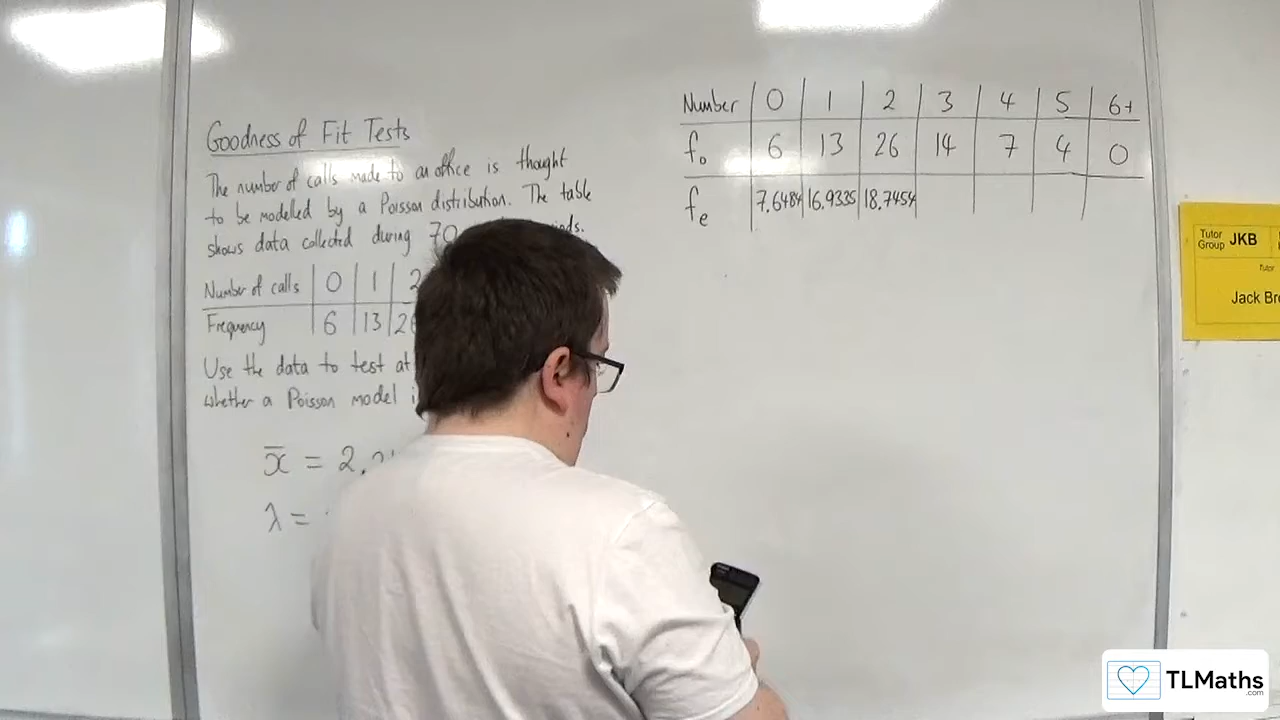 Goodness of Fit Tests
The number of calls made to an office is thought
to be modelled by a Poisson distribution. The table
shows data collected during 70
Number of calls 0 1 2
Frequency 6 13 26
Use the data to test at
whether a Poisson model
x̄ = 2.
λ =
Number 0 1 2 3 4 5 6+
fo 6 13 26 14 7 4 0
fe 7.6484 16.9335 18.7454
Tutor Group JKB
Tutor
Jack Br
TLMaths
.com